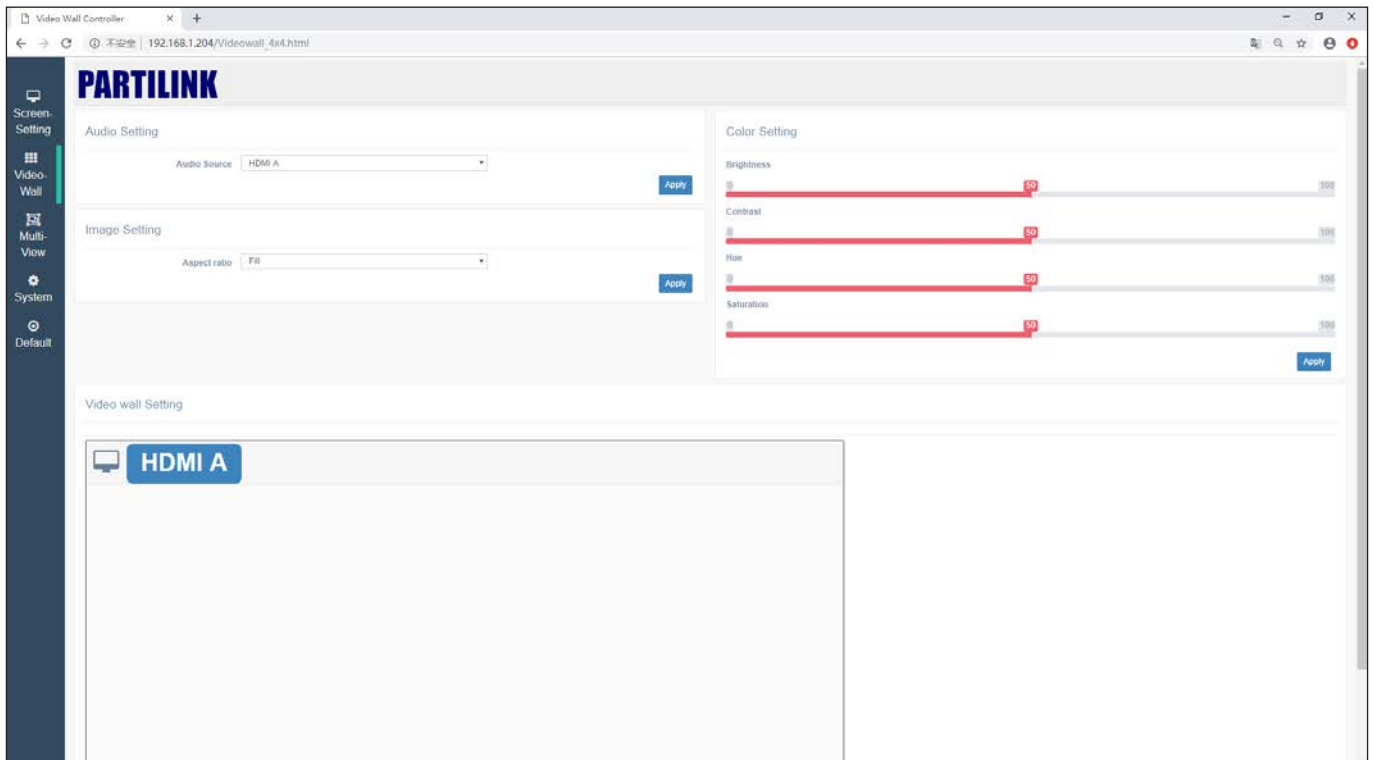 Video Wall Controller
不安全 | 192.168.1.204/Videowall_4x4.html
PARTILINK
Screen-
Setting
Video-
Wall
Multi-
View
System
Default
Audio Setting
Audio Source HDMI A
Apply
Image Setting
Aspect ratio Fill
Apply
Color Setting
Brightness
0 50 100
Contrast
0 50 100
Hue
0 50 100
Saturation
0 50 100
Apply
Video wall Setting
HDMI A